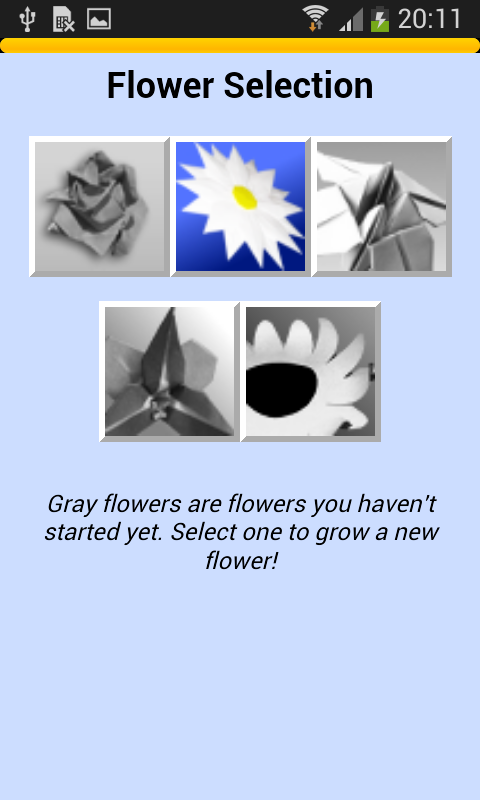 20:11
Flower Selection
Gray flowers are flowers you haven't
started yet. Select one to grow a new
flower!